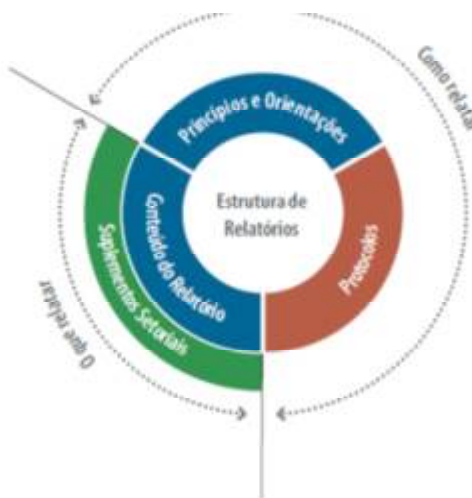 Como relatar
Princípios e Orientações
Estrutura de
Relatórios
Conteúdo do Relatório
Protocolos
Suplementos Setoriais
O que relatar